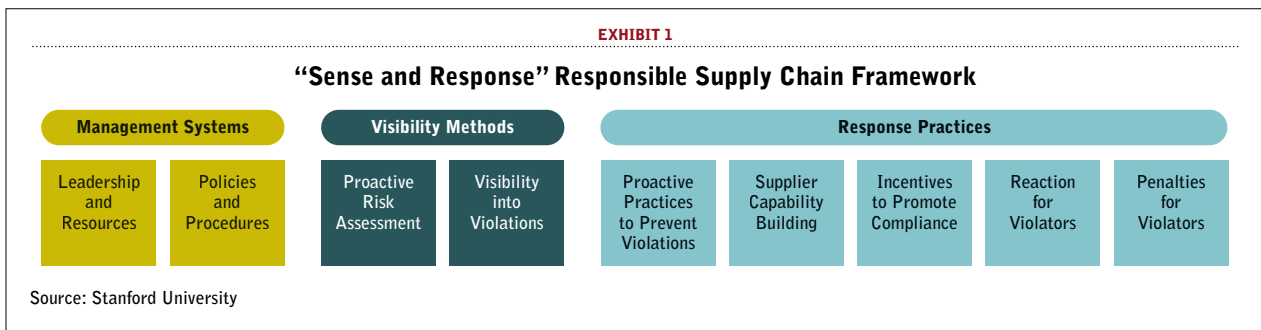 EXHIBIT 1
“Sense and Response” Responsible Supply Chain Framework
Management Systems
Leadership
and
Resources
Policies
and
Procedures
Visibility Methods
Proactive
Risk
Assessment
Visibility
into
Violations
Response Practices
Proactive
Practices
to Prevent
Violations
Supplier
Capability
Building
Incentives
to Promote
Compliance
Reaction
for
Violators
Penalties
for
Violators
Source: Stanford University